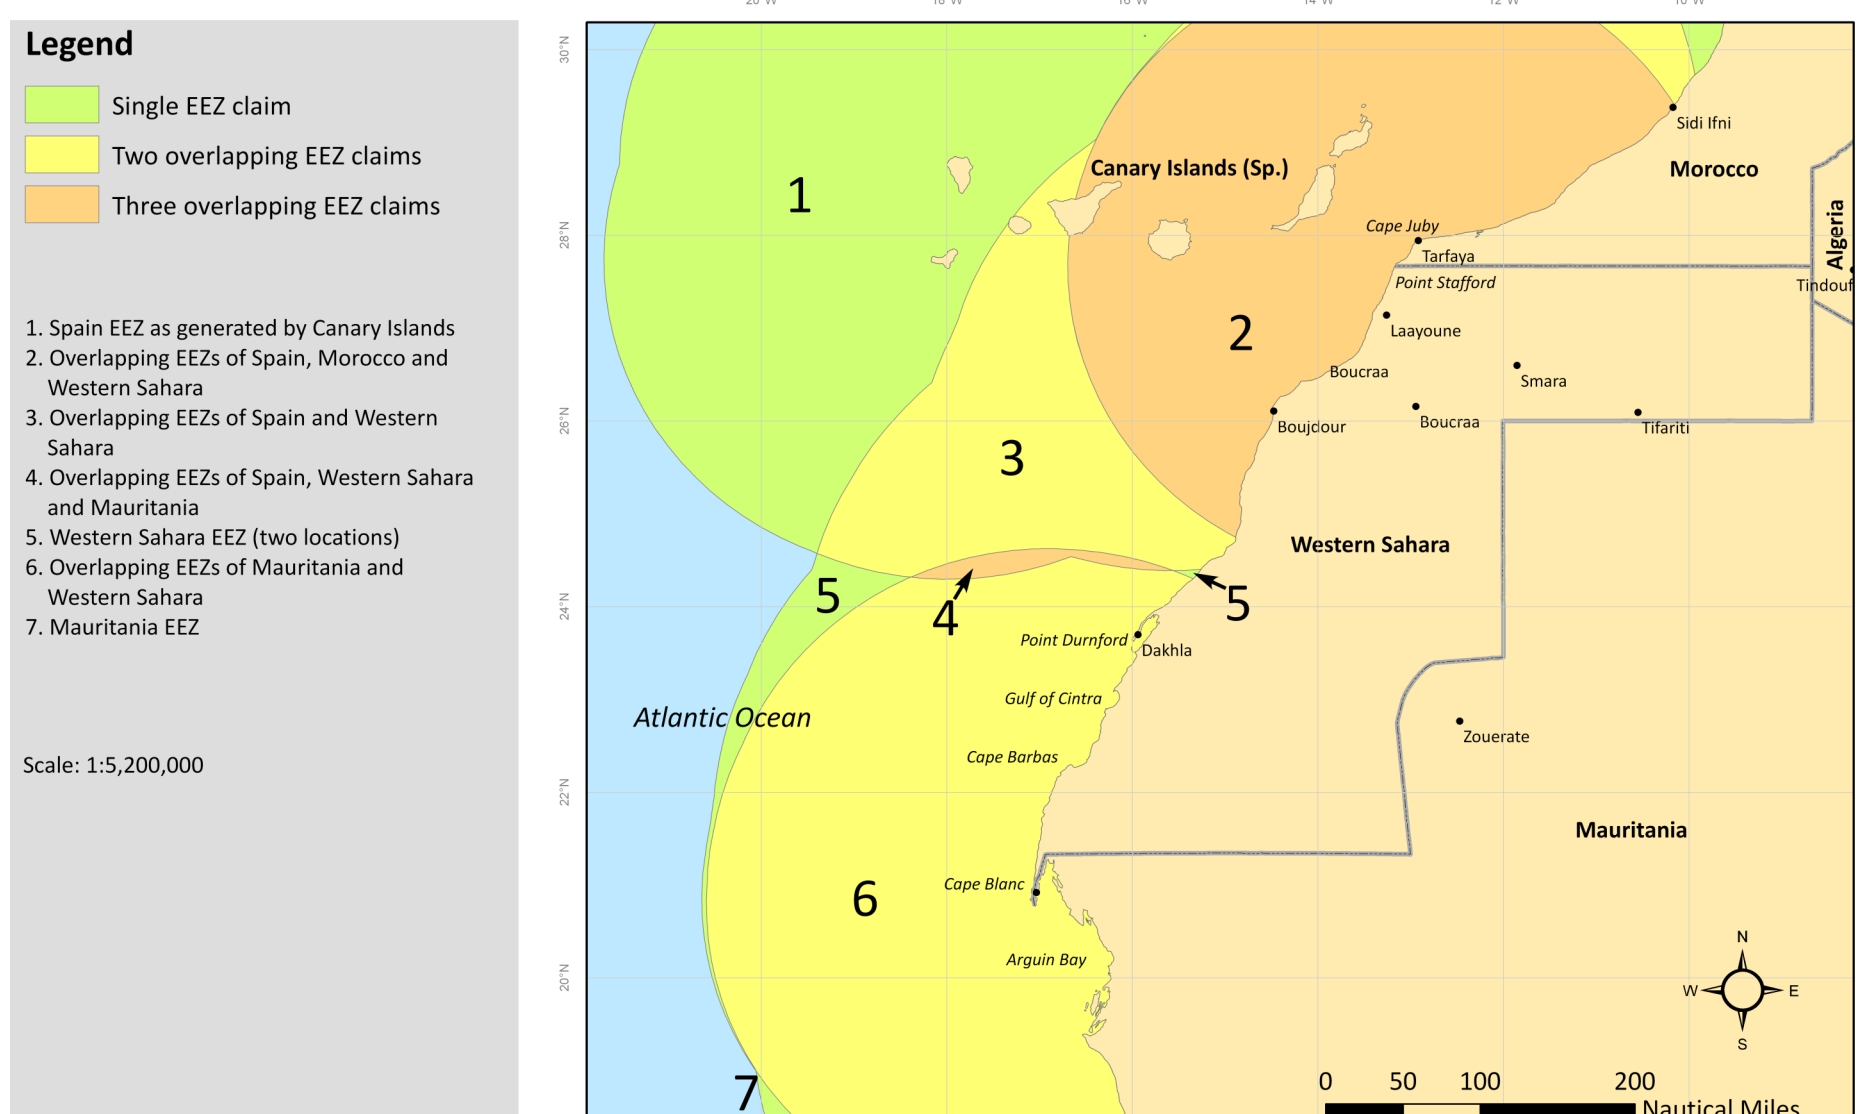 Legend
Single EEZ claim
Two overlapping EEZ claims
Three overlapping EEZ claims
1. Spain EEZ as generated by Canary Islands
2. Overlapping EEZs of Spain, Morocco and
Western Sahara
3. Overlapping EEZs of Spain and Western
Sahara
4. Overlapping EEZs of Spain, Western Sahara
and Mauritania
5. Western Sahara EEZ (two locations)
6. Overlapping EEZs of Mauritania and
Western Sahara
7. Mauritania EEZ
Scale: 1:5,200,000
20°W 18°W 16°W 14°W 12°W 10°W
30°N
28°N
26°N
24°N
22°N
20°N
Sidi Ifni
Canary Islands (Sp.)
Morocco
1
Algeria
Cape Juby
Tarfaya
Point Stafford
Tindouf
2
Laayoune
Boucraa
Smara
Boujdour
Boucraa
Tifariti
3
Western Sahara
5
4
5
Point Durnford
Dakhla
Gulf of Cintra
Atlantic Ocean
Zouerate
Cape Barbas
Mauritania
Cape Blanc
6
Arguin Bay
N
W
E
S
7
0 50 100 200
Nautical Miles